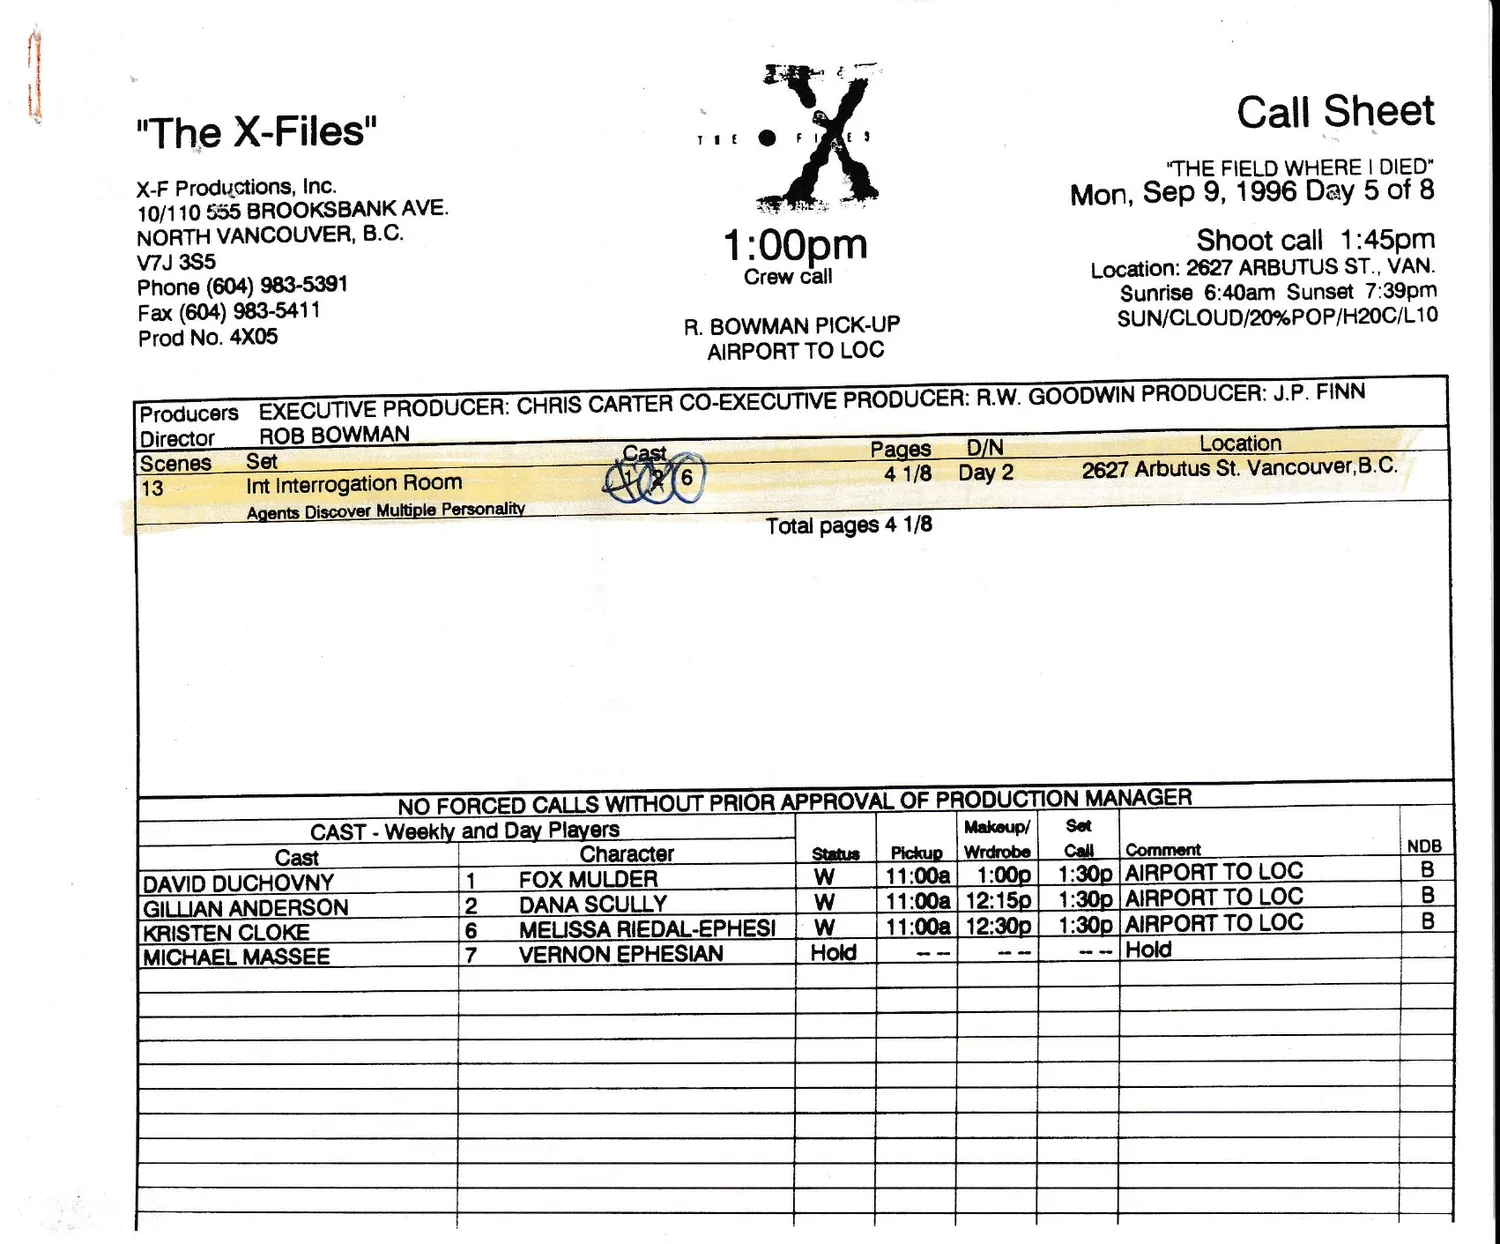 "The X-Files"
X-F Productions, Inc.
10/110 555 BROOKSBANK AVE.
NORTH VANCOUVER, B.C.
V7J 3S5
Phone (604) 983-5391
Fax (604) 983-5411
Prod No. 4X05
THE X FILES
1:00pm
Crew call
R. BOWMAN PICK-UP
AIRPORT TO LOC
Call Sheet
"THE FIELD WHERE I DIED"
Mon, Sep 9, 1996 Day 5 of 8
Shoot call 1:45pm
Location: 2627 ARBUTUS ST., VAN.
Sunrise 6:40am Sunset 7:39pm
SUN/CLOUD/20%POP/H20C/L10
Producers EXECUTIVE PRODUCER: CHRIS CARTER CO-EXECUTIVE PRODUCER: R.W. GOODWIN PRODUCER: J.P. FINN
Director ROB BOWMAN
Scenes Set Cast Pages D/N Location
13 Int Interrogation Room 1 2 6 4 1/8 Day 2 2627 Arbutus St. Vancouver,B.C.
Agents Discover Multiple Personality
Total pages 4 1/8
NO FORCED CALLS WITHOUT PRIOR APPROVAL OF PRODUCTION MANAGER
CAST - Weekly and Day Players
Cast Character Status Pickup Makeup/Wrdrobe Set Call Comment NDB
DAVID DUCHOVNY 1 FOX MULDER W 11:00a 1:00p 1:30p AIRPORT TO LOC B
GILLIAN ANDERSON 2 DANA SCULLY W 11:00a 12:15p 1:30p AIRPORT TO LOC B
KRISTEN CLOKE 6 MELISSA RIEDAL-EPHESI W 11:00a 12:30p 1:30p AIRPORT TO LOC B
MICHAEL MASSEE 7 VERNON EPHESIAN Hold -- -- -- -- -- -- Hold